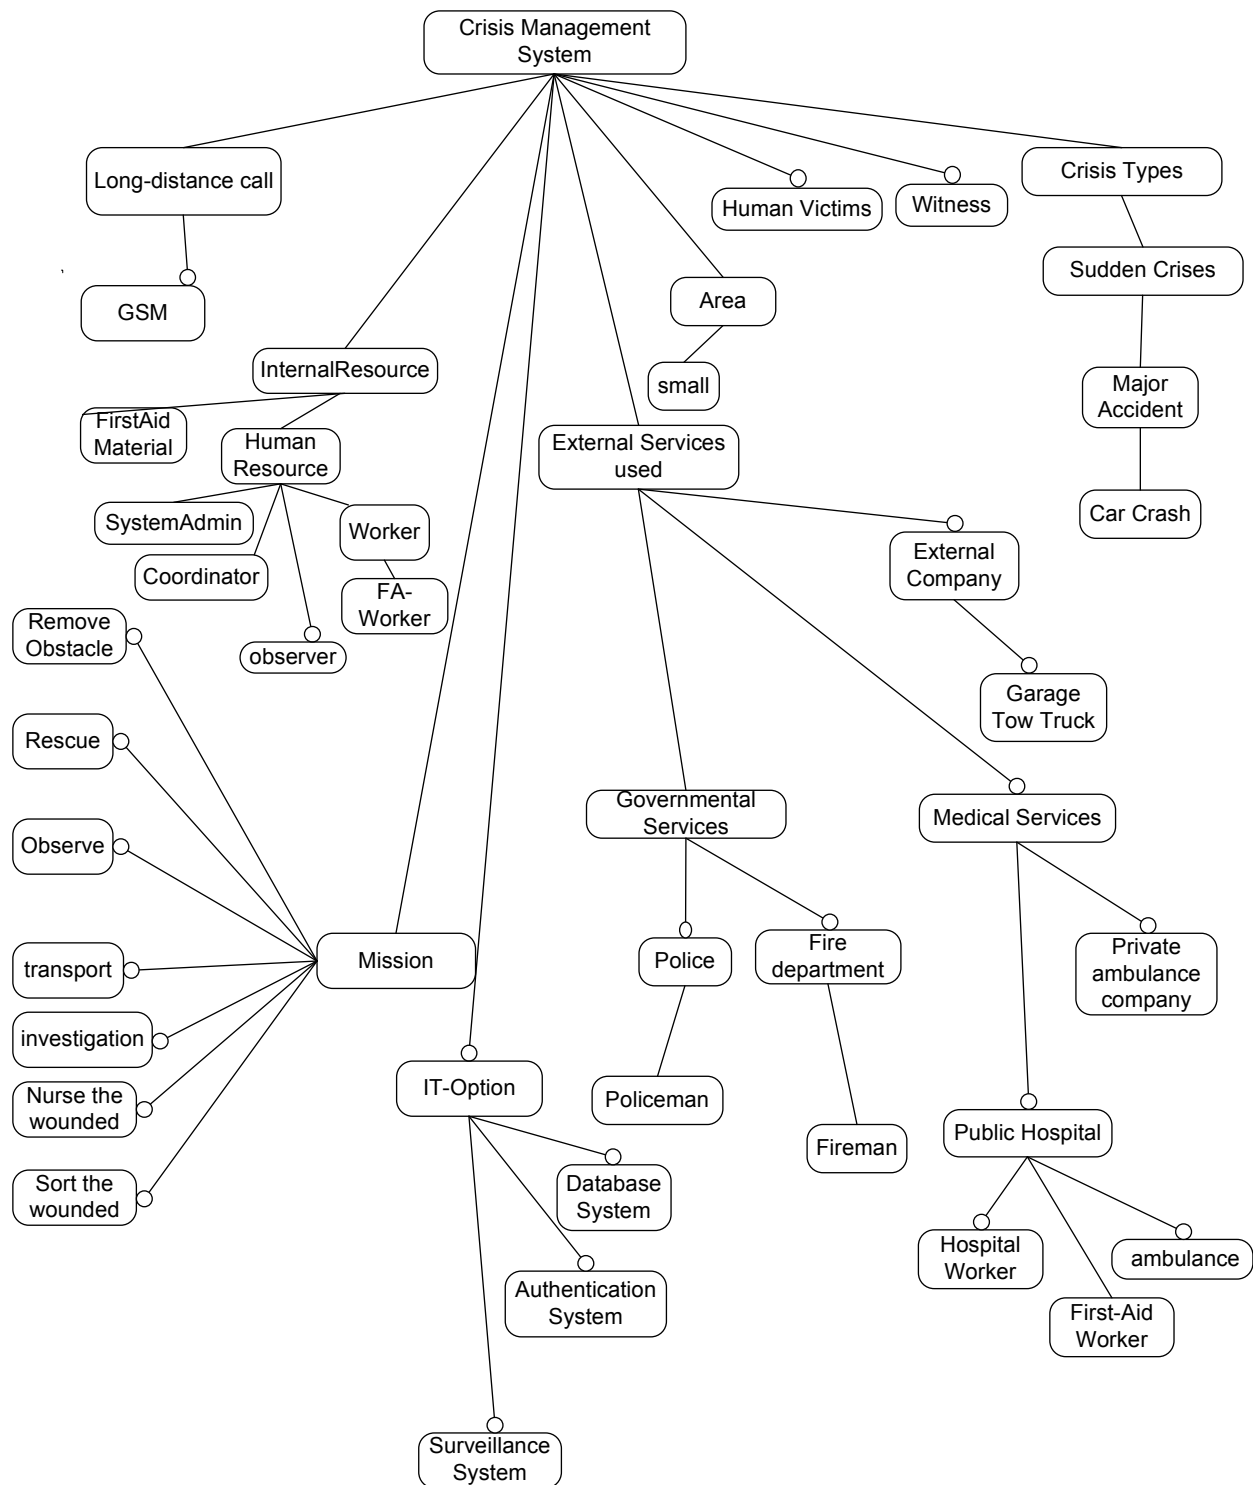 Crisis Management
System
Long-distance call
Human Victims
Witness
Crisis Types
Sudden Crises
,
GSM
Area
InternalResource
small
Major
Accident
FirstAid
Material
Human
Resource
External Services
used
SystemAdmin
Worker
Car Crash
Coordinator
External
Company
FA-
Worker
Remove
Obstacle
observer
Garage
Tow Truck
Rescue
Governmental
Services
Medical Services
Observe
transport
Mission
Police
Fire
department
Private
ambulance
company
investigation
IT-Option
Nurse the
wounded
Policeman
Public Hospital
Fireman
Sort the
wounded
Database
System
Hospital
Worker
ambulance
Authentication
System
First-Aid
Worker
Surveillance
System